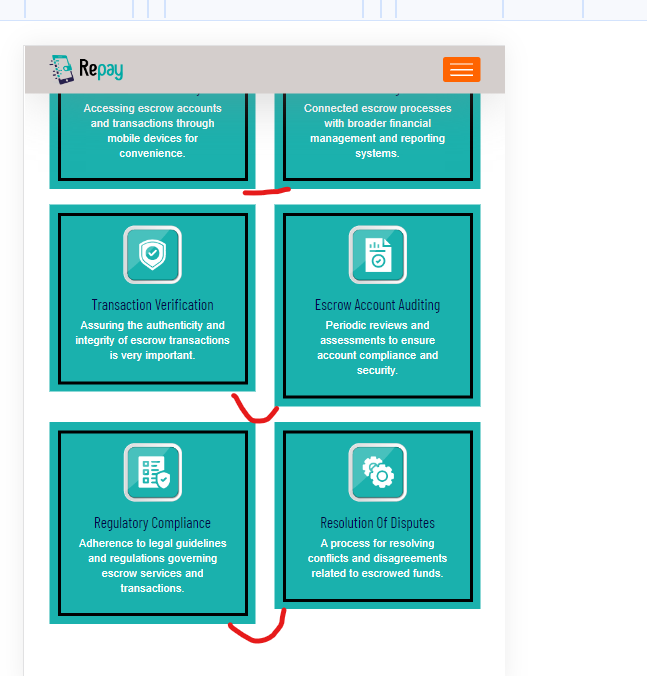 Repay
Accessing escrow accounts
and transactions through
mobile devices for
convenience.
Connected escrow processes
with broader financial
management and reporting
systems.
Transaction Verification
Assuring the authenticity and
integrity of escrow transactions
is very important.
Escrow Account Auditing
Periodic reviews and
assessments to ensure
account compliance and
security.
Regulatory Compliance
Adherence to legal guidelines
and regulations governing
escrow services and
transactions.
Resolution Of Disputes
A process for resolving
conflicts and disagreements
related to escrowed funds.